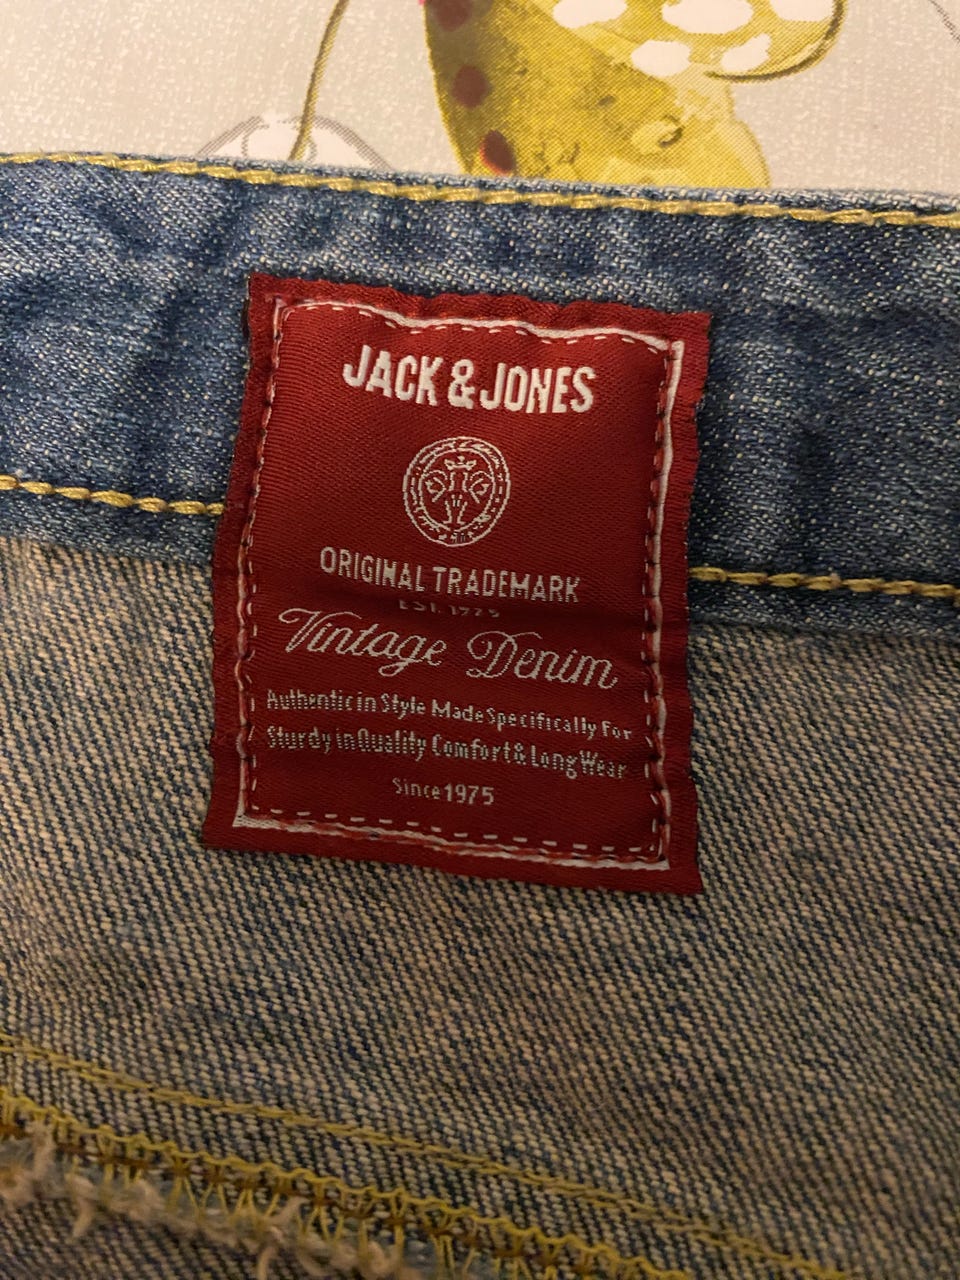 JACK & JONES
ORIGINAL TRADEMARK
EST. 1975
Vintage Denim
Authentic in Style Made Specifically For
Sturdy in Quality Comfort & Long Wear
Since 1975